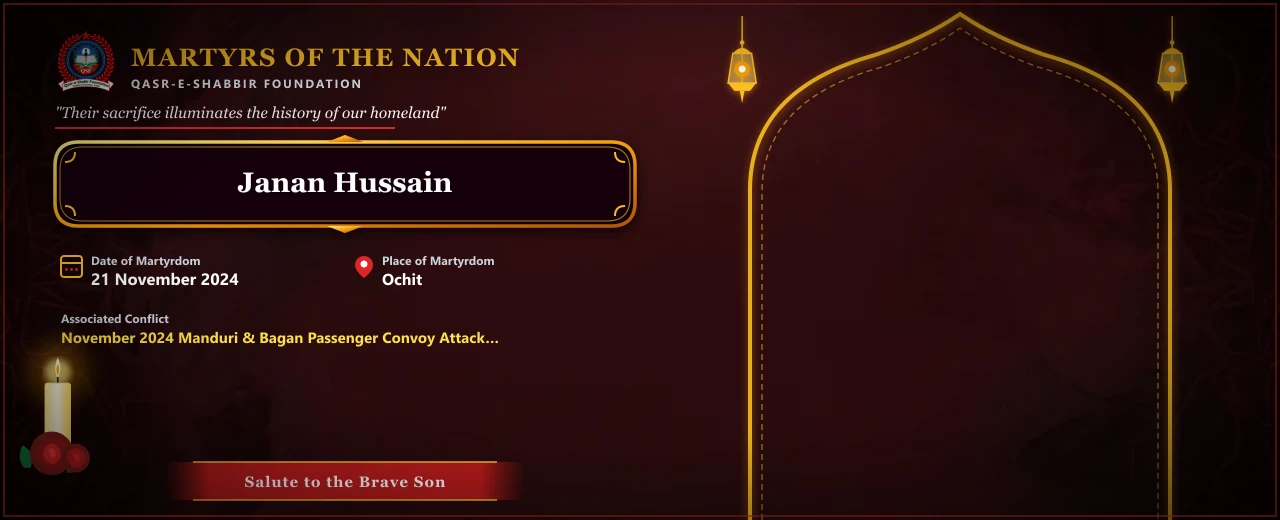 MARTYRS OF THE NATION
QASR-E-SHABBIR FOUNDATION
"Their sacrifice illuminates the history of our homeland"
Janan Hussain
Date of Martyrdom
21 November 2024
Place of Martyrdom
Ochit
Associated Conflict
November 2024 Manduri & Bagan Passenger Convoy Attack...
Salute to the Brave Son